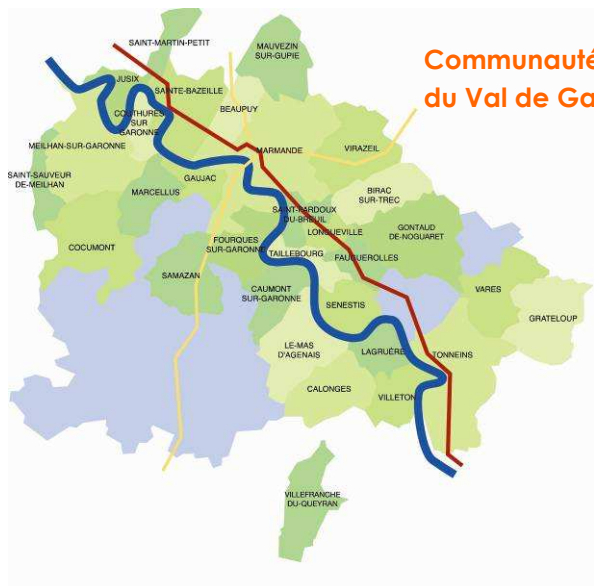 Communauté
du Val de Ga
SAINT-MARTIN-PETIT
MAUVEZIN
SUR-GUPIE
JUSIX
SAINTE-BAZEILLE
BEAUPUY
COUTHURES
SUR
GARONNE
MEILHAN-SUR-GARONNE
MARMANDE
VIRAZEIL
SAINT-SAUVEUR
DE-MEILHAN
GAUJAC
MARCELLUS
BIRAC
SUR-TREC
SAINT-PARDOUX
DU-BREUIL
LONGUEVILLE
GONTAUD
DE-NOGUARET
COCUMONT
FOURQUES
SUR-GARONNE
TAILLEBOURG
FAUGUEROLLES
SAMAZAN
CAUMONT
SUR-GARONNE
SENESTIS
VARES
GRATELOUP
LE-MAS
D'AGENAIS
LAGRUÈRE
TONNEINS
CALONGES
VILLETON
VILLEFRANCHE
DU-QUEYRAN